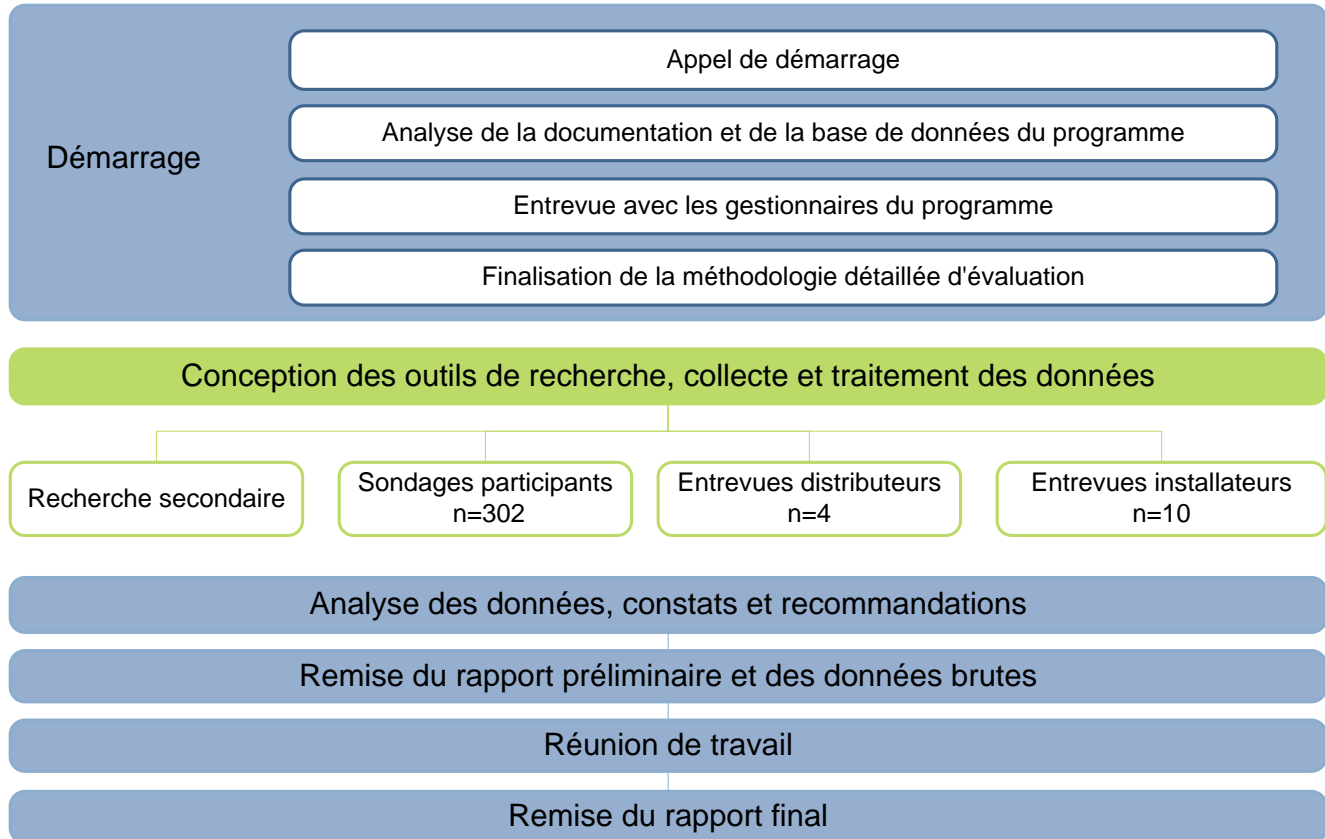 Appel de démarrage
Analyse de la documentation et de la base de données du programme
Démarrage
Entrevue avec les gestionnaires du programme
Finalisation de la méthodologie détaillée d'évaluation
Conception des outils de recherche, collecte et traitement des données
Recherche secondaire
Sondages participants
n=302
Entrevues distributeurs
n=4
Entrevues installateurs
n=10
Analyse des données, constats et recommandations
Remise du rapport préliminaire et des données brutes
Réunion de travail
Remise du rapport final